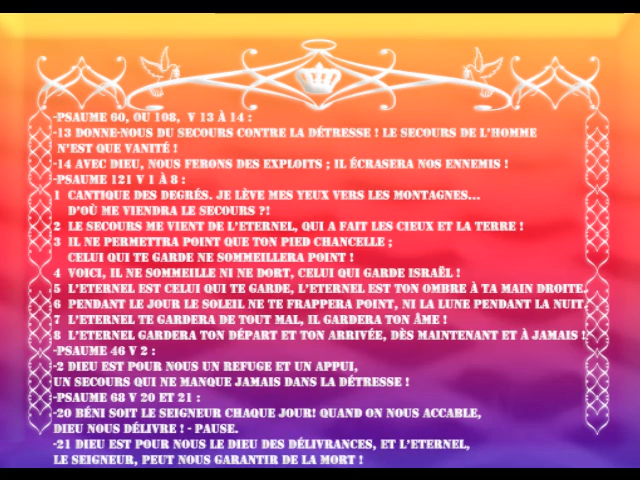 -PSAUME 60, OU 108,  V 13 À 14 :
-13 DONNE-NOUS DU SECOURS CONTRE LA DÉTRESSE ! LE SECOURS DE L'HOMME
N'EST QUE VANITÉ !
-14 AVEC DIEU, NOUS FERONS DES EXPLOITS ; IL ÉCRASERA NOS ENNEMIS !
-PSAUME 121 V 1 À 8 :
1  CANTIQUE DES DEGRÉS. JE LÈVE MES YEUX VERS LES MONTAGNES...
D'OÙ ME VIENDRA LE SECOURS ?!
2  LE SECOURS ME VIENT DE L'ETERNEL, QUI A FAIT LES CIEUX ET LA TERRE !
3  IL NE PERMETTRA POINT QUE TON PIED CHANCELLE ;
CELUI QUI TE GARDE NE SOMMEILLERA POINT !
4  VOICI, IL NE SOMMEILLE NI NE DORT, CELUI QUI GARDE ISRAËL !
5  L'ETERNEL EST CELUI QUI TE GARDE, L'ETERNEL EST TON OMBRE À TA MAIN DROITE.
6  PENDANT LE JOUR LE SOLEIL NE TE FRAPPERA POINT, NI LA LUNE PENDANT LA NUIT.
7  L'ETERNEL TE GARDERA DE TOUT MAL, IL GARDERA TON ÂME !
8  L'ETERNEL GARDERA TON DÉPART ET TON ARRIVÉE, DÈS MAINTENANT ET À JAMAIS !
-PSAUME 46 V 2 :
-2 DIEU EST POUR NOUS UN REFUGE ET UN APPUI,
UN SECOURS QUI NE MANQUE JAMAIS DANS LA DÉTRESSE !
-PSAUME 68 V 20 ET 21 :
-20 BÉNI SOIT LE SEIGNEUR CHAQUE JOUR! QUAND ON NOUS ACCABLE,
DIEU NOUS DÉLIVRE ! - PAUSE.
-21 DIEU EST POUR NOUS LE DIEU DES DÉLIVRANCES, ET L'ETERNEL,
LE SEIGNEUR, PEUT NOUS GARANTIR DE LA MORT !